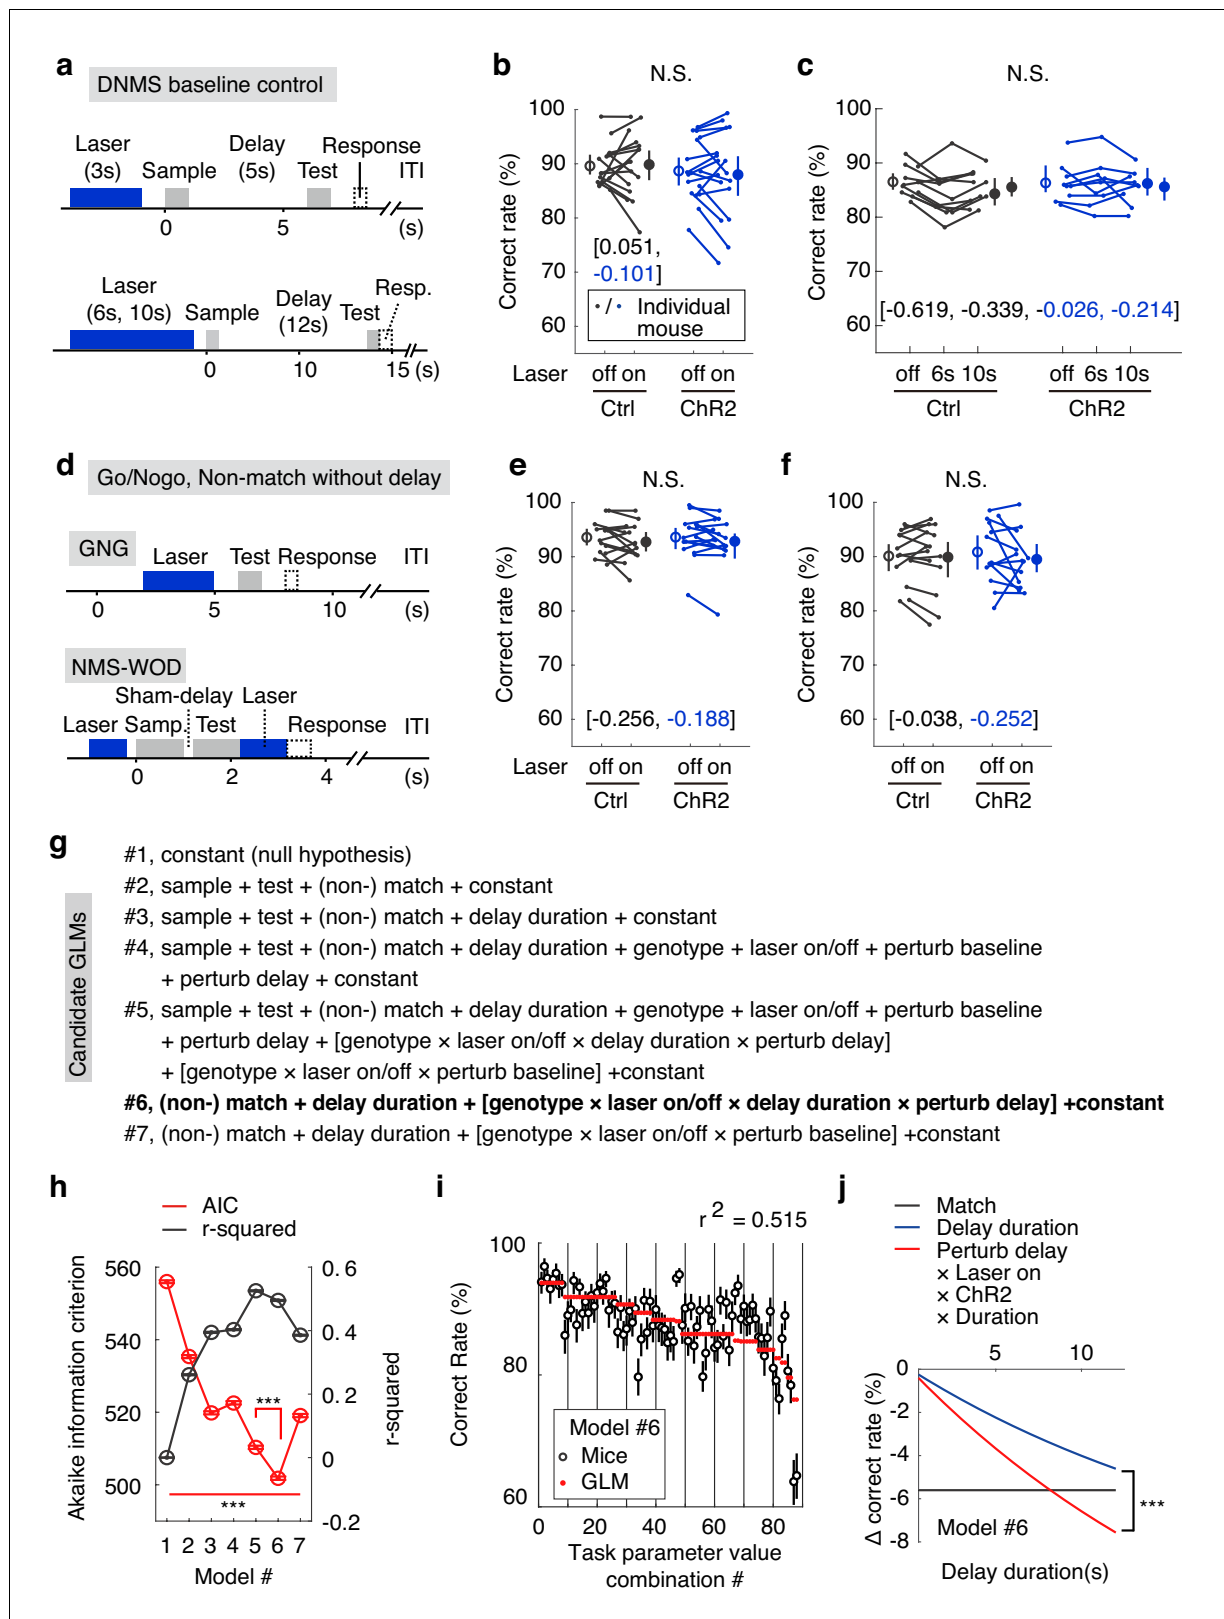 a
DNMS baseline control
Laser
(3s)
Sample
Delay
(5s)
Test
Response
ITI
0
5
(s)
Laser
(6s, 10s)
Sample
Delay
(12s)
Test
Resp.
0
10
15 (s)
b
N.S.
Correct rate (%)
100
90
80
70
60
[0.051,
-0.101]
Individual
mouse
Laser
off on
off on
Ctrl
ChR2
c
N.S.
Correct rate (%)
100
90
80
70
60
[-0.619, -0.339, -0.026, -0.214]
off 6s 10s
off 6s 10s
Ctrl
ChR2
d
Go/Nogo, Non-match without delay
GNG
Laser
Test
Response
ITI
0
5
10
(s)
NMS-WOD
Sham-delay
Laser
Laser
Samp.
Test
Response
ITI
0
2
4
(s)
e
N.S.
Correct rate (%)
100
90
80
70
60
[-0.256, -0.188]
Laser
off on
off on
Ctrl
ChR2
f
N.S.
Correct rate (%)
100
90
80
70
60
[-0.038, -0.252]
off on
off on
Ctrl
ChR2
g
Candidate GLMs
#1, constant (null hypothesis)
#2, sample + test + (non-) match + constant
#3, sample + test + (non-) match + delay duration + constant
#4, sample + test + (non-) match + delay duration + genotype + laser on/off + perturb baseline
+ perturb delay + constant
#5, sample + test + (non-) match + delay duration + genotype + laser on/off + perturb baseline
+ perturb delay + [genotype × laser on/off × delay duration × perturb delay]
+ [genotype × laser on/off × perturb baseline] +constant
#6, (non-) match + delay duration + [genotype × laser on/off × delay duration × perturb delay] +constant
#7, (non-) match + delay duration + [genotype × laser on/off × perturb baseline] +constant
h
AIC
r-squared
Akaike information criterion
560
540
520
500
0.6
0.4
0.2
0
-0.2
r-squared
***
***
1 2 3 4 5 6 7
Model #
i
r 2 = 0.515
Correct Rate (%)
100
80
60
Model #6
Mice
GLM
0 20 40 60 80
Task parameter value
combination #
j
Match
Delay duration
Perturb delay
× Laser on
× ChR2
× Duration
5
10
Δ correct rate (%)
0
-2
-4
-6
-8
***
Model #6
Delay duration(s)